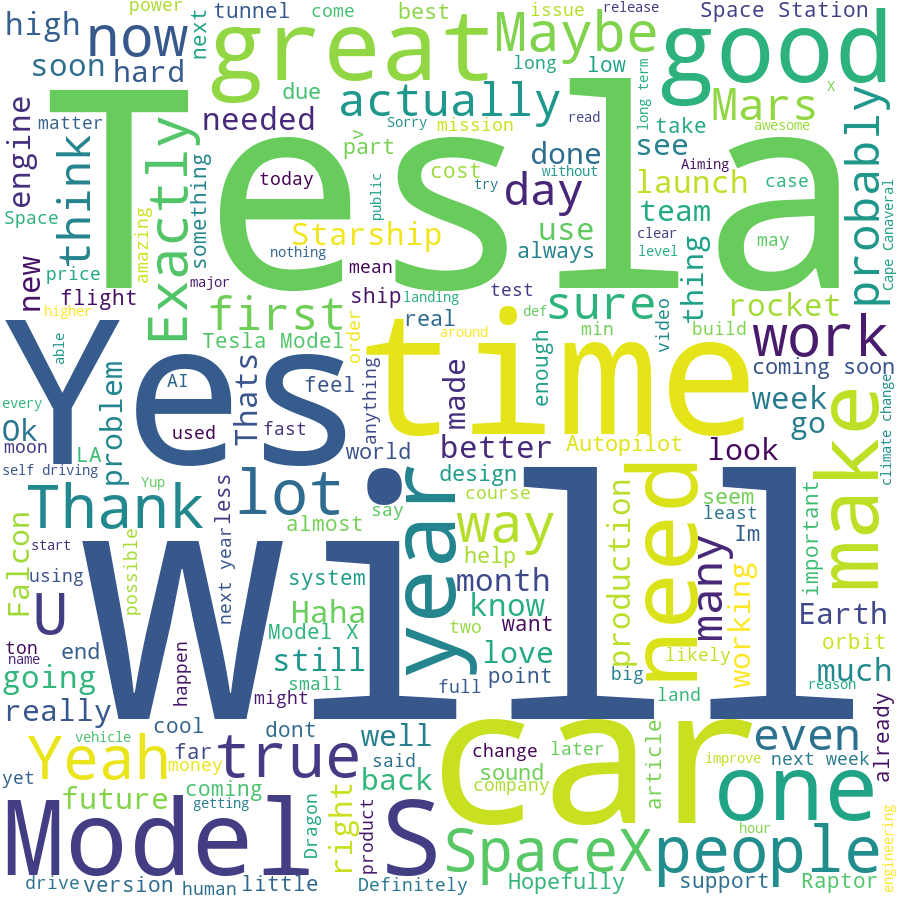 power
come
best
issue
release
Space Station
high
now
next
tunnel
great
Maybe
good
soon
hard
long
low
long term
x
due
actually
Mars
engine
matter
think
Exactly
needed
v
part
Sorry
mission
read
take
awesome
probably
Tesla
done
see
today
cost
without
Aiming
launch
case
Space
something
public
try
day
team
amazing
Starship
use
clear
always
level
may
Cape Canaveral
nothing
new
price
major
mean
test
thing
flight
ship
landing
sure
rocket
higher
first
def
work
Yes
able
Tesla Model
order
real
time
around
enough
min
video
build
AI
Thats
feel
anything
made
coming soon
every
problem
week
climate change
Ok
used
fast
go
moon
LA
world
better
Autopilot
look
make
self driving
Yup
lot
design
seem
Thank
say
year
course
way
need
least
Im
almost
production
many
important
Falcon
start
possible
next yearless
help
using
U
system
month
Will
working
Earth
Haha
know
two
want
ton
name
end
Model X
likely
orbit
still
love
going
happen
small
point
big
much
might
full
land
reason
really
cool
dont
well
car
even
already
vehicle
Yeah
far
true
said
change
later
article
improve
next week
yet
money
back
sound
company
one
future
coming
getting
Dragon
right
product
Model S
SpaceX
people
hour
engineering
drive
version
human
little
Definitely
Hopefully
support
Raptor